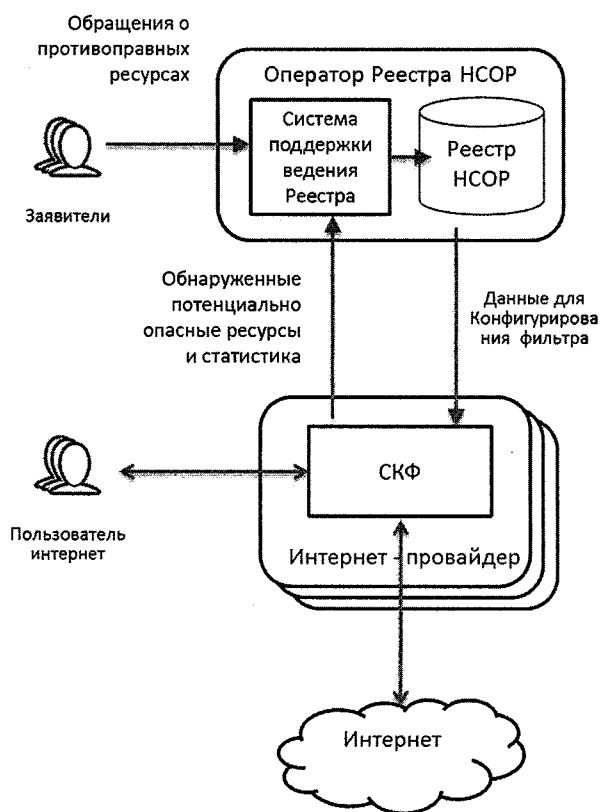 Обращения о
противоправных
ресурсах
Оператор Реестра НСОР
Система
поддержки
ведения
Реестра
Реестр
НСОР
Заявители
Обнаруженные
потенциально
опасные ресурсы
и статистика
Данные для
Конфигурирова
ния фильтра
СКФ
Пользователь
интернет
Интернет - провайдер
Интернет